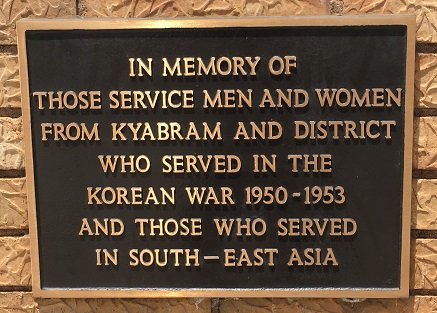 IN MEMORY OF
THOSE SERVICE MEN AND WOMEN
FROM KYABRAM AND DISTRICT
WHO SERVED IN THE
KOREAN WAR 1950-1953
AND THOSE WHO SERVED
IN SOUTH-EAST ASIA